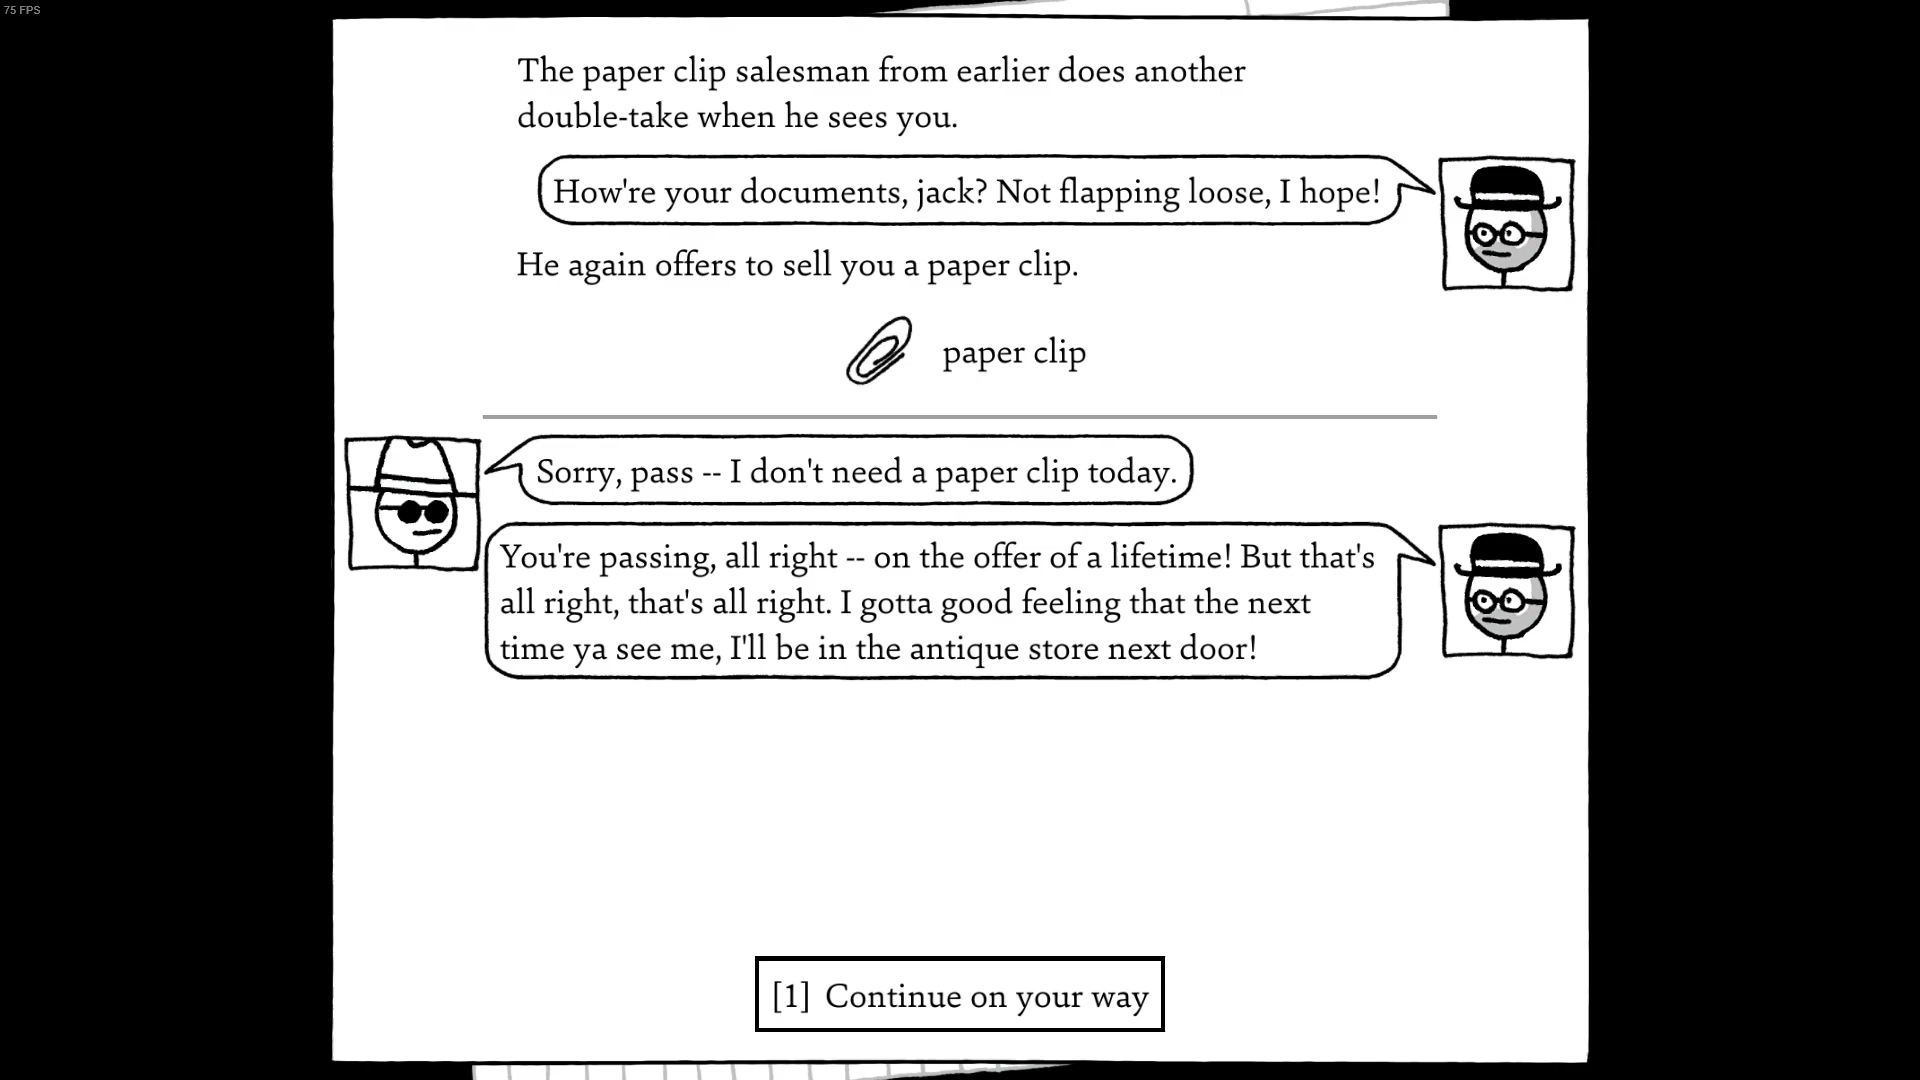 75 FPS
The paper clip salesman from earlier does another
double-take when he sees you.
How're your documents, jack? Not flapping loose, I hope!
He again offers to sell you a paper clip.
paper clip
Sorry, pass -- I don't need a paper clip today.
You're passing, all right -- on the offer of a lifetime! But that's
all right, that's all right. I gotta good feeling that the next
time ya see me, I'll be in the antique store next door!
[1] Continue on your way